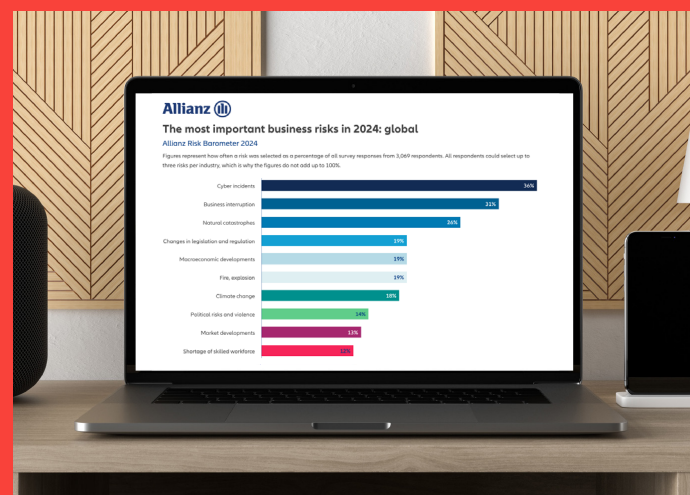 Allianz
The most important business risks in 2024: global
Allianz Risk Barometer 2024
Figures represent how often a risk was selected as a percentage of all survey responses from 3,069 respondents. All respondents could select up to
three risks per industry, which is why the figures do not add up to 100%.
Cyber incidents 36%
Business interruption 31%
Natural catastrophes 26%
Changes in legislation and regulation 19%
Macroeconomic developments 19%
Fire, explosion 19%
Climate change 18%
Political risks and violence 14%
Market developments 13%
Shortage of skilled workforce 12%